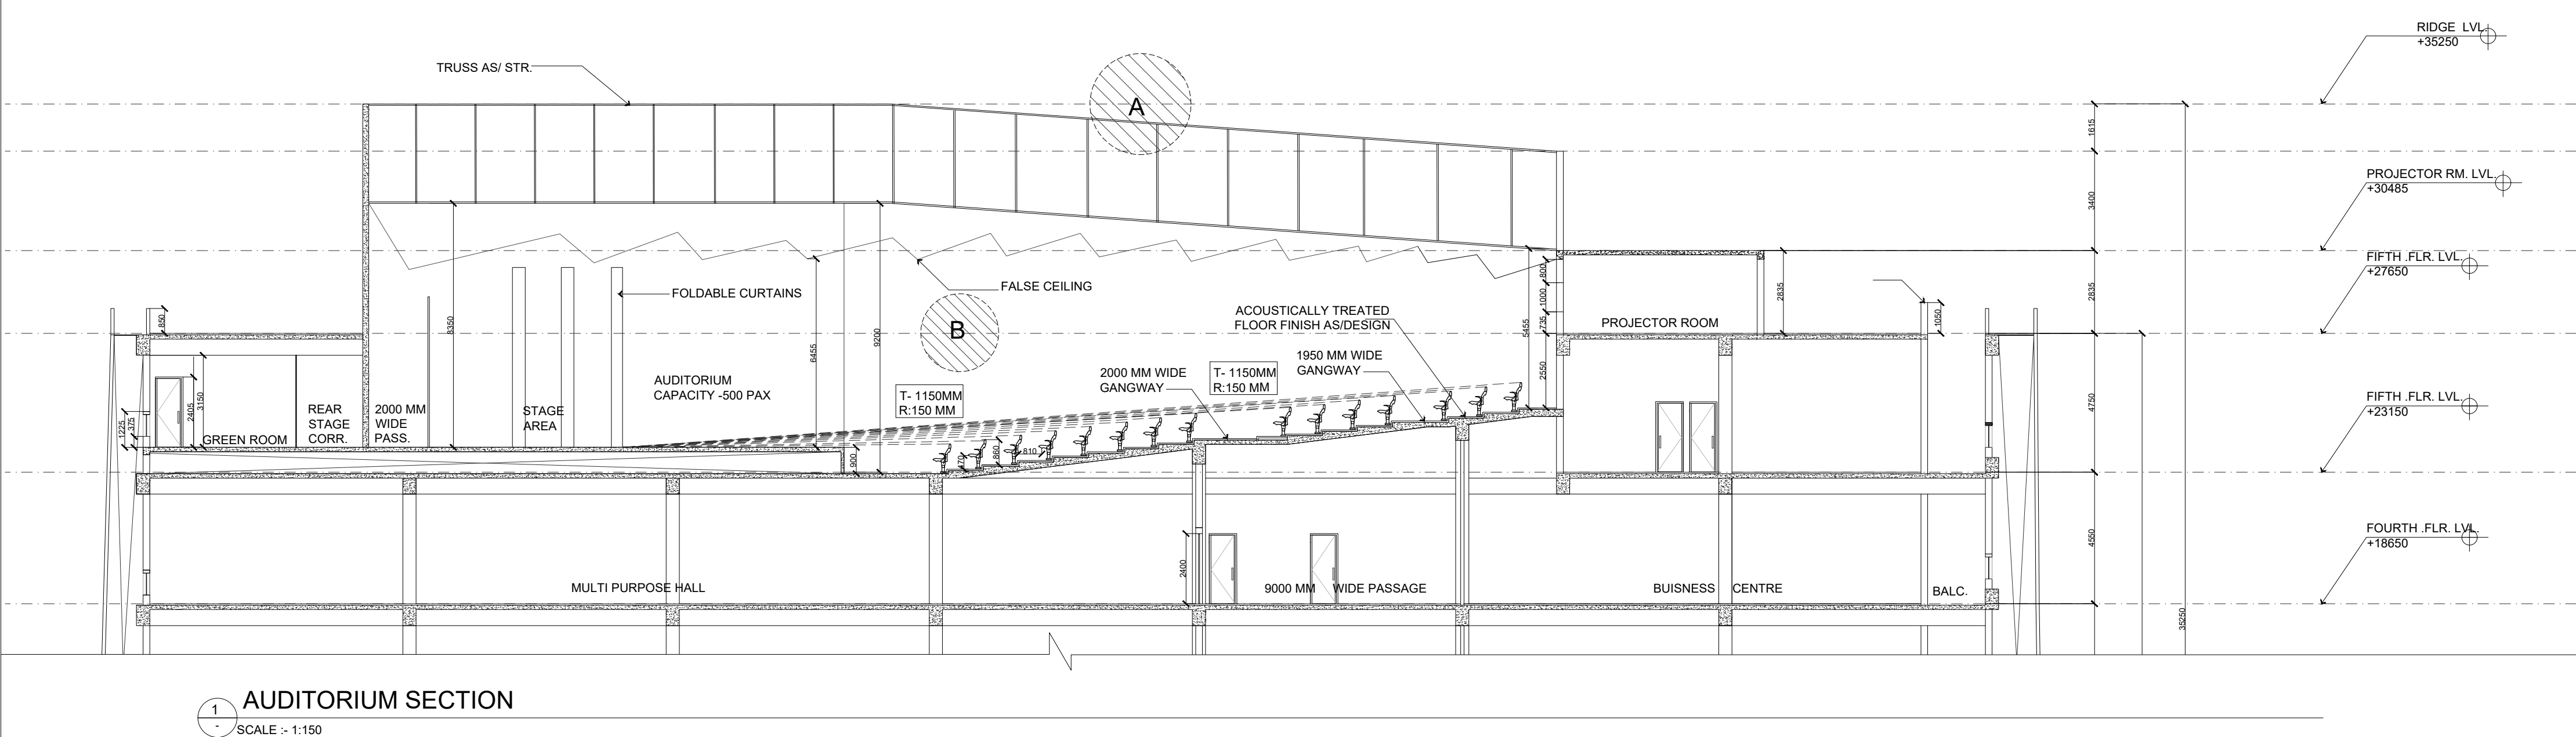 RIDGE LVL.
+35250
TRUSS AS/ STR.
A
1615
PROJECTOR RM. LVL.
+30485
3400
FIFTH .FLR. LVL.
+27650
FALSE CEILING
FOLDABLE CURTAINS
800
1000
735
2835
2835
1050
850
8350
6455
9200
5455
B
ACOUSTICALLY TREATED
FLOOR FINISH AS/DESIGN
PROJECTOR ROOM
2000 MM WIDE
GANGWAY
T- 1150MM
R:150 MM
1950 MM WIDE
GANGWAY
2550
AUDITORIUM
CAPACITY -500 PAX
T- 1150MM
R:150 MM
FIFTH .FLR. LVL.
+23150
1225
375
2405
3150
GREEN ROOM
REAR
STAGE
CORR.
2000 MM
WIDE
PASS.
STAGE
AREA
900
470
860
810
4750
FOURTH .FLR. LVL.
+18650
4550
2400
MULTI PURPOSE HALL
9000 MM WIDE PASSAGE
BUISNESS CENTRE
BALC.
35250
1
-
AUDITORIUM SECTION
SCALE :- 1:150